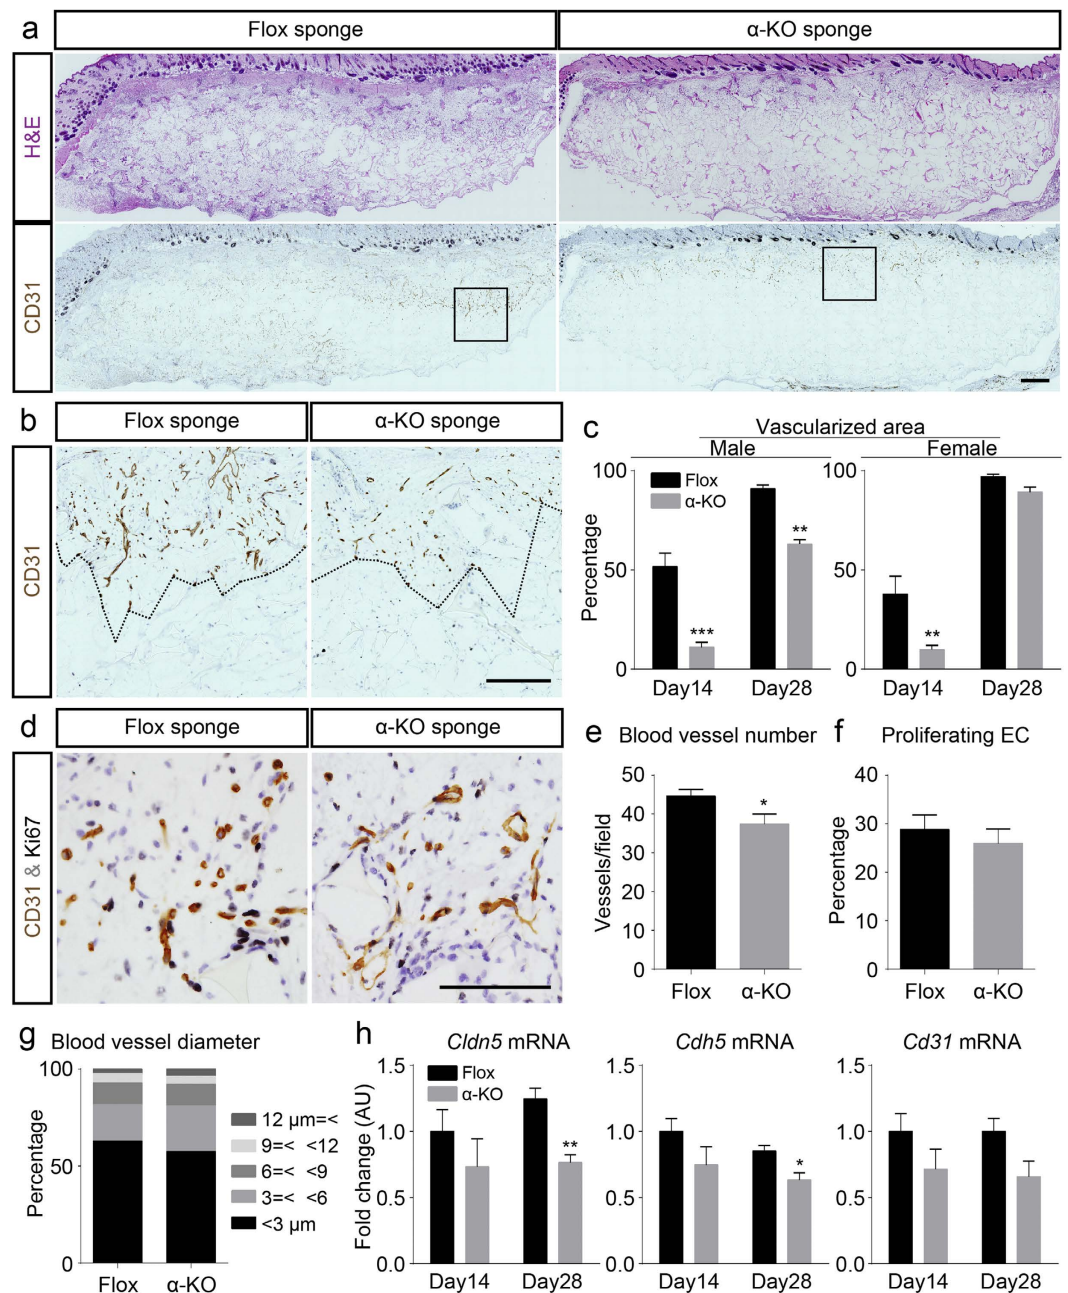 a
Flox sponge
α-KO sponge
H&E
CD31
b
Flox sponge
α-KO sponge
CD31
c
Vascularized area
Male
Female
Percentage
100
50
0
Flox
α-KO
***
**
Day14
Day28
100
50
0
**
Day14
Day28
d
Flox sponge
α-KO sponge
CD31 & Ki67
e
Blood vessel number
Vessels/field
50
40
30
20
10
0
*
Flox
α-KO
f
Proliferating EC
Percentage
40
30
20
10
0
Flox
α-KO
g
Blood vessel diameter
Percentage
100
50
0
Flox
α-KO
12 µm=<
9=< <12
6=< <9
3=< <6
<3 µm
h
Cldn5 mRNA
Fold change (AU)
1.5
1.0
0.5
0.0
Flox
α-KO
**
Day14
Day28
Cdh5 mRNA
1.5
1.0
0.5
0.0
*
Day14
Day28
Cd31 mRNA
1.5
1.0
0.5
0.0
Day14
Day28